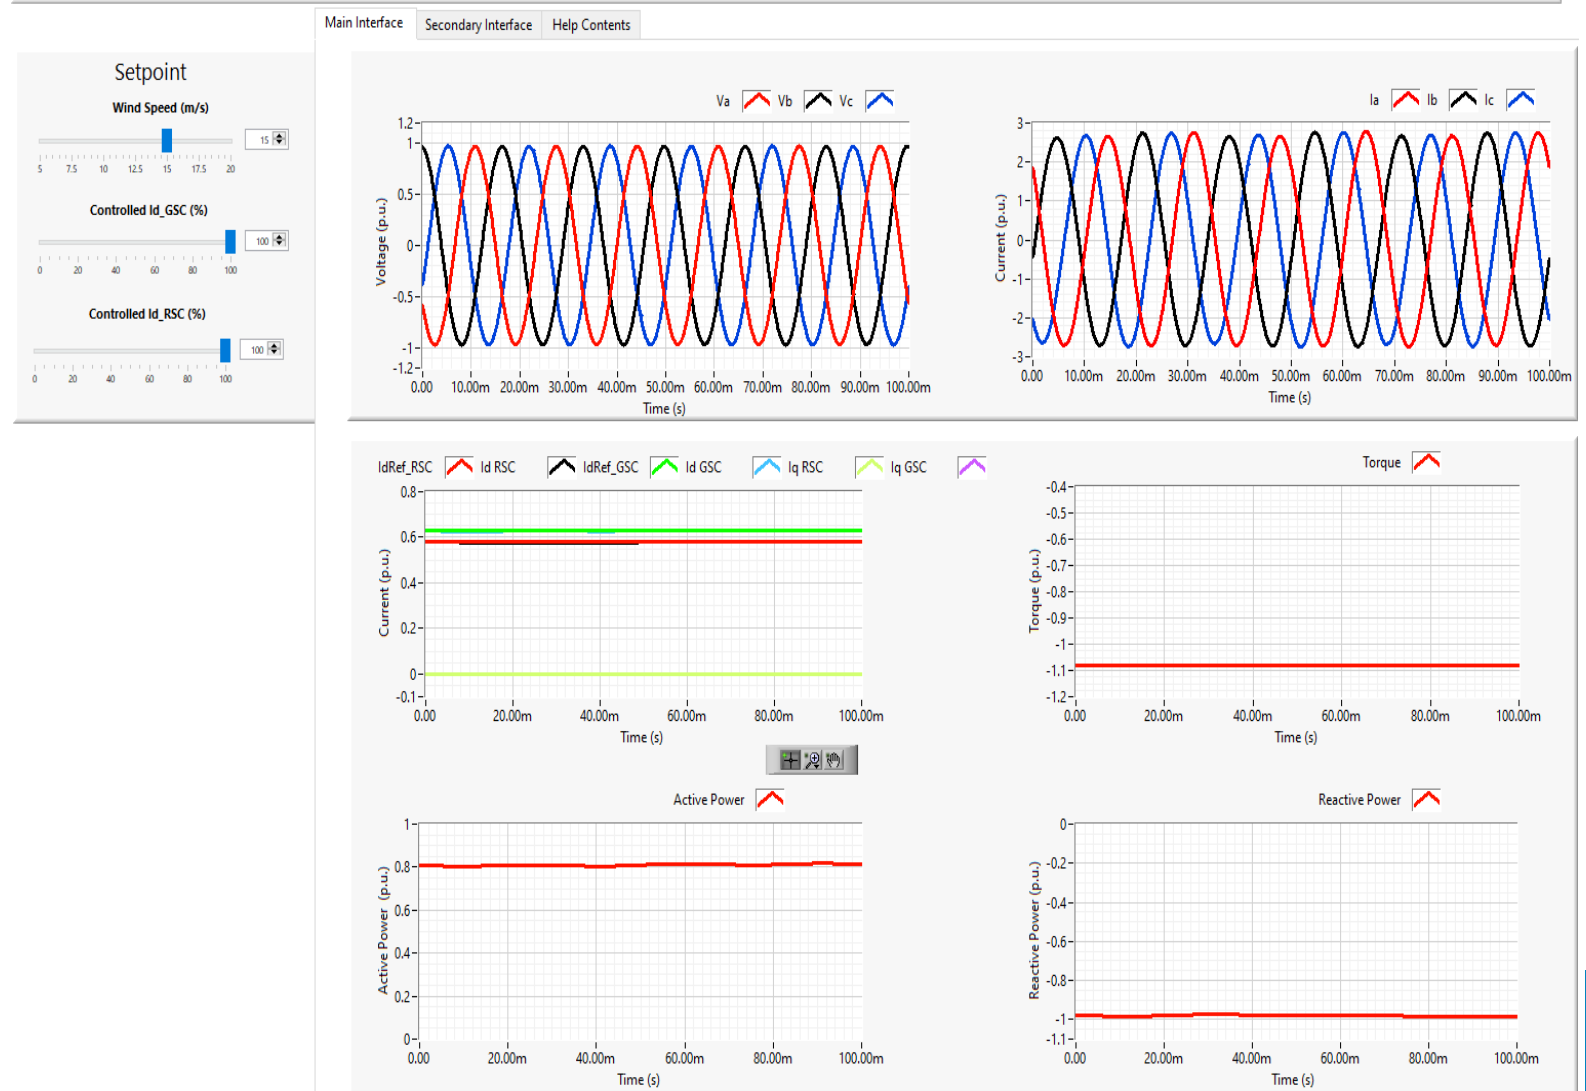 Main Interface Secondary Interface Help Contents
Setpoint
Wind Speed (m/s)
15
5 7.5 10 12.5 15 17.5 20
Controlled Id_GSC (%)
100
0 20 40 60 80 100
Controlled Id_RSC (%)
100
0 20 40 60 80 100
Va Vb Vc
Voltage (p.u.)
1.2
1
0.5
0
-0.5
-1
-1.2
0.00 10.00m 20.00m 30.00m 40.00m 50.00m 60.00m 70.00m 80.00m 90.00m 100.00m
Time (s)
Ia Ib Ic
Current (p.u.)
3
2
1
0
-1
-2
-3
0.00 10.00m 20.00m 30.00m 40.00m 50.00m 60.00m 70.00m 80.00m 90.00m 100.00m
Time (s)
IdRef_RSC Id RSC IdRef_GSC Id GSC Iq RSC Iq GSC
Current (p.u.)
0.8
0.6
0.4
0.2
0
-0.1
0.00 20.00m 40.00m 60.00m 80.00m 100.00m
Time (s)
Torque
Torque (p.u.)
-0.4
-0.5
-0.6
-0.7
-0.8
-0.9
-1
-1.1
-1.2
0.00 20.00m 40.00m 60.00m 80.00m 100.00m
Time (s)
Active Power
Active Power (p.u.)
1
0.8
0.6
0.4
0.2
0
0.00 20.00m 40.00m 60.00m 80.00m 100.00m
Time (s)
Reactive Power
Reactive Power (p.u.)
0
-0.2
-0.4
-0.6
-0.8
-1
-1.1
0.00 20.00m 40.00m 60.00m 80.00m 100.00m
Time (s)